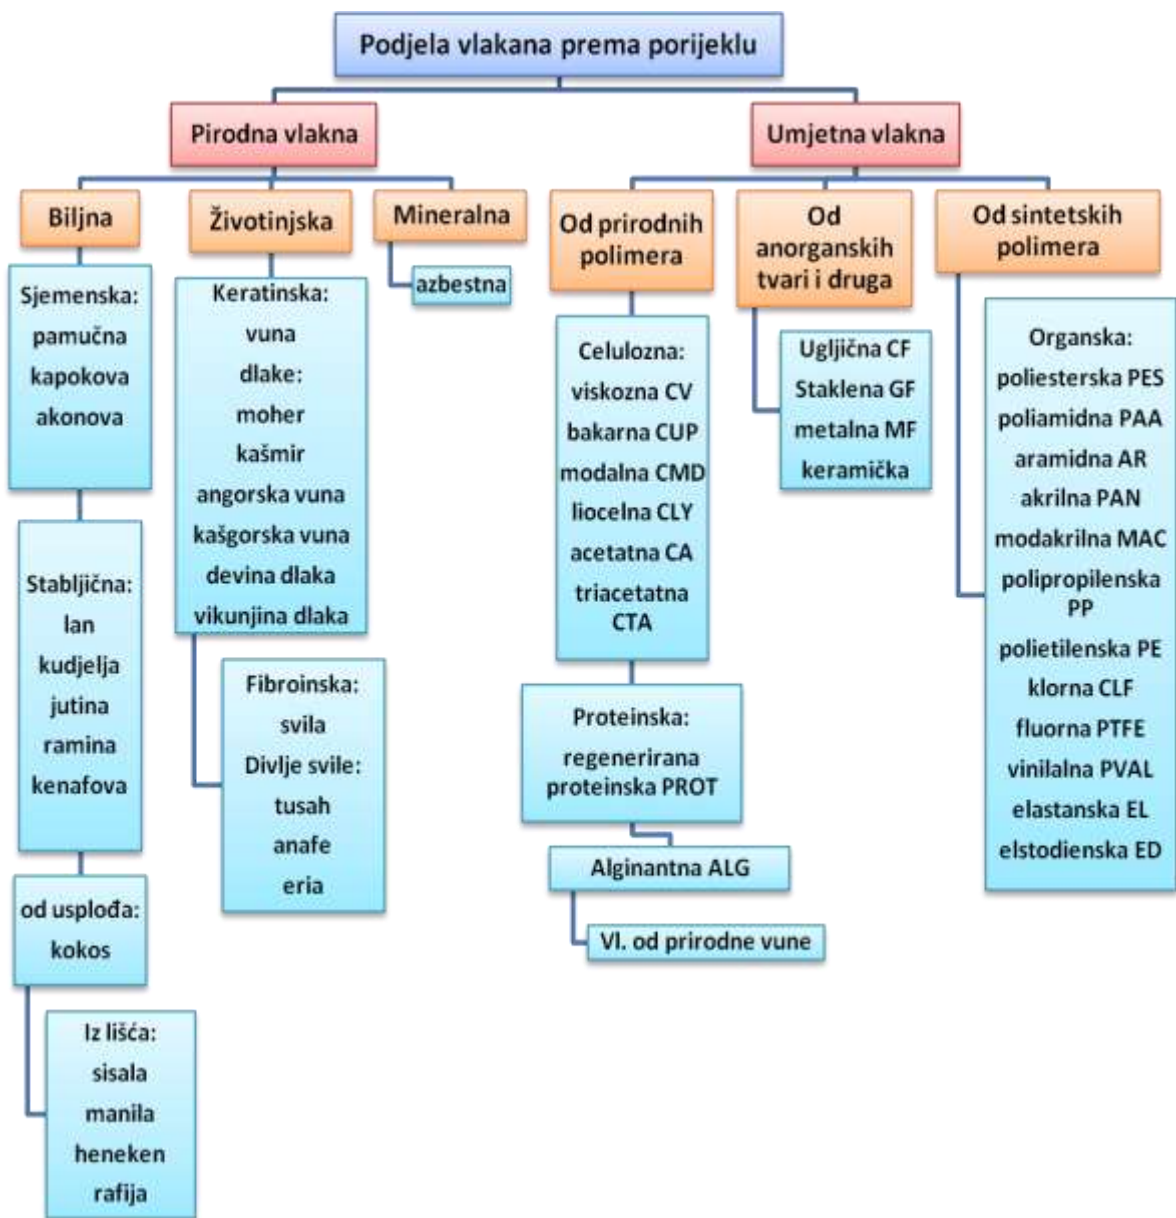 Podjela vlakana prema porijeklu
Pirodna vlakna
Umjetna vlakna
Biljna
Životinjska
Mineralna
Od prirodnih
polimera
Od
anorganskih
tvari i druga
Od sintetskih
polimera
Sjemenska:
pamučna
kapokova
akonova
Stabljična:
lan
kudjelja
jutina
ramina
kenafova
od usplođa:
kokos
Iz lišća:
sisala
manila
heneken
rafija
Keratinska:
vuna
dlake:
moher
kašmir
angorska vuna
kašgorska vuna
devina dlaka
vikunjina dlaka
Fibroinska:
svila
Divlje svile:
tusah
anafe
eria
azbestna
Celulozna:
viskozna CV
bakarna CUP
modalna CMD
liocelna CLY
acetatna CA
triacetatna
CTA
Proteinska:
regenerirana
proteinska PROT
Alginantna ALG
Vl. od prirodne vune
Ugljična CF
Staklena GF
metalna MF
keramička
Organska:
poliesterska PES
poliamidna PAA
aramidna AR
akrilna PAN
modakrilna MAC
polipropilenska
PP
polietilenska PE
klorna CLF
fluorna PTFE
vinilalna PVAL
elastanska EL
elstodienska ED